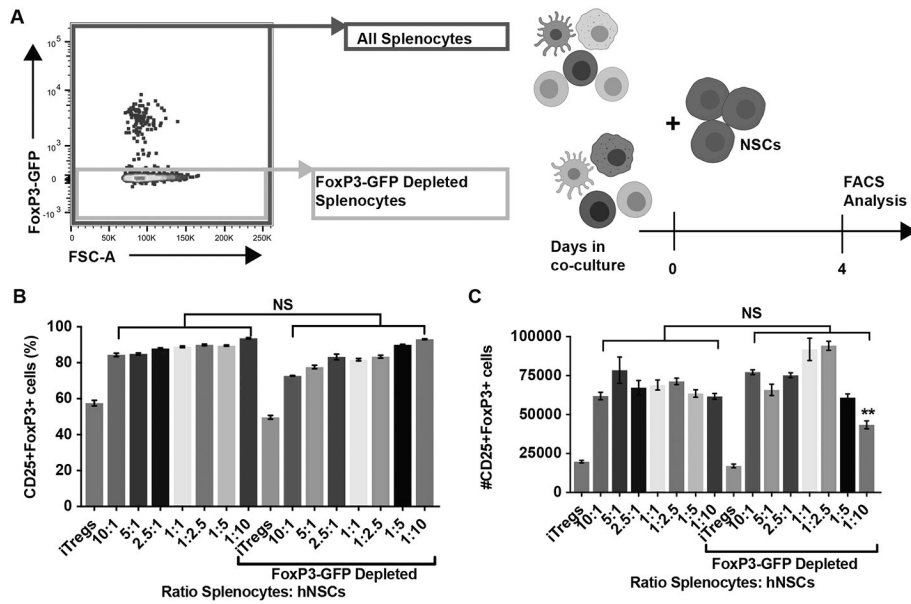 A
10^5
10^4
10^3
0
-10^3
FoxP3-GFP
0 50K 100K 150K 200K 250K
FSC-A
All Splenocytes
FoxP3-GFP Depleted
Splenocytes
+
NSCs
FACS
Analysis
Days in
co-culture
0 4
B
NS
CD25+FoxP3+ cells (%)
100
80
60
40
20
0
iTregs 10:1 5:1 2.5:1 1:1 1:2.5 1:5 1:10 iTregs 10:1 5:1 2.5:1 1:1 1:2.5 1:5 1:10
FoxP3-GFP Depleted
Ratio Splenocytes: hNSCs
C
NS
#CD25+FoxP3+ cells
100000
75000
50000
25000
0
**
iTregs 10:1 5:1 2.5:1 1:1 1:2.5 1:5 1:10 iTregs 10:1 5:1 2.5:1 1:1 1:2.5 1:5 1:10
FoxP3-GFP Depleted
Ratio Splenocytes: hNSCs